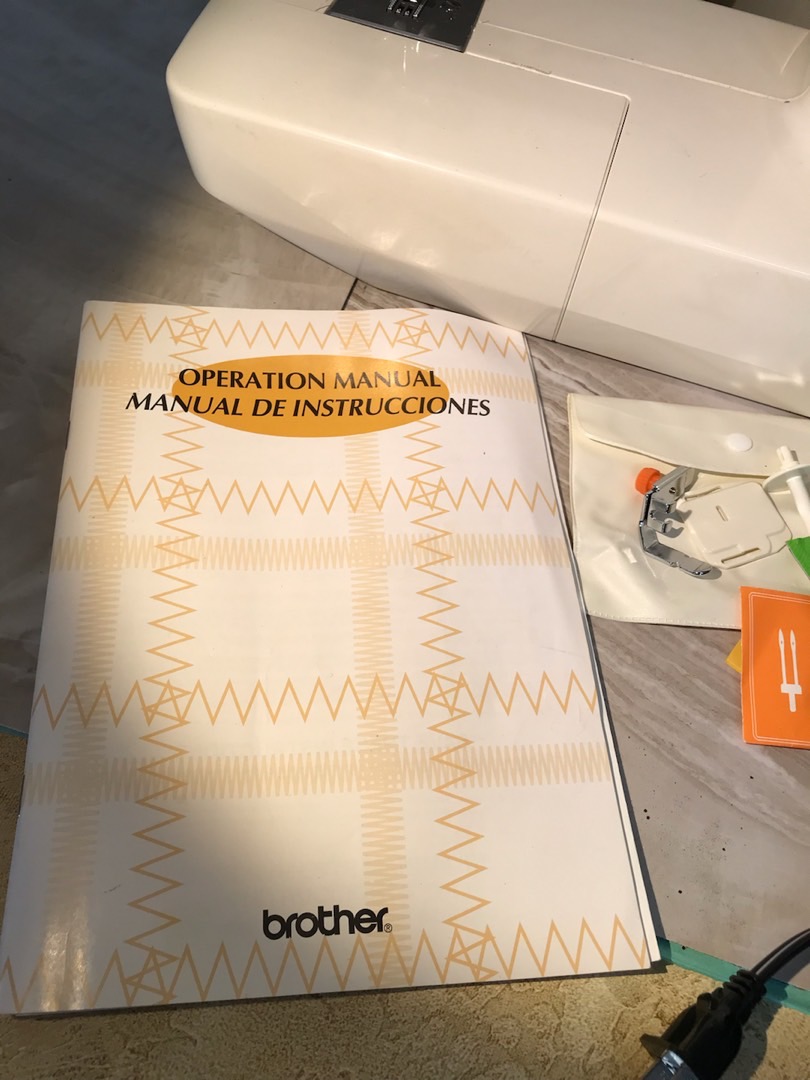 OPERATION MANUAL
MANUAL DE INSTRUCCIONES
brother®